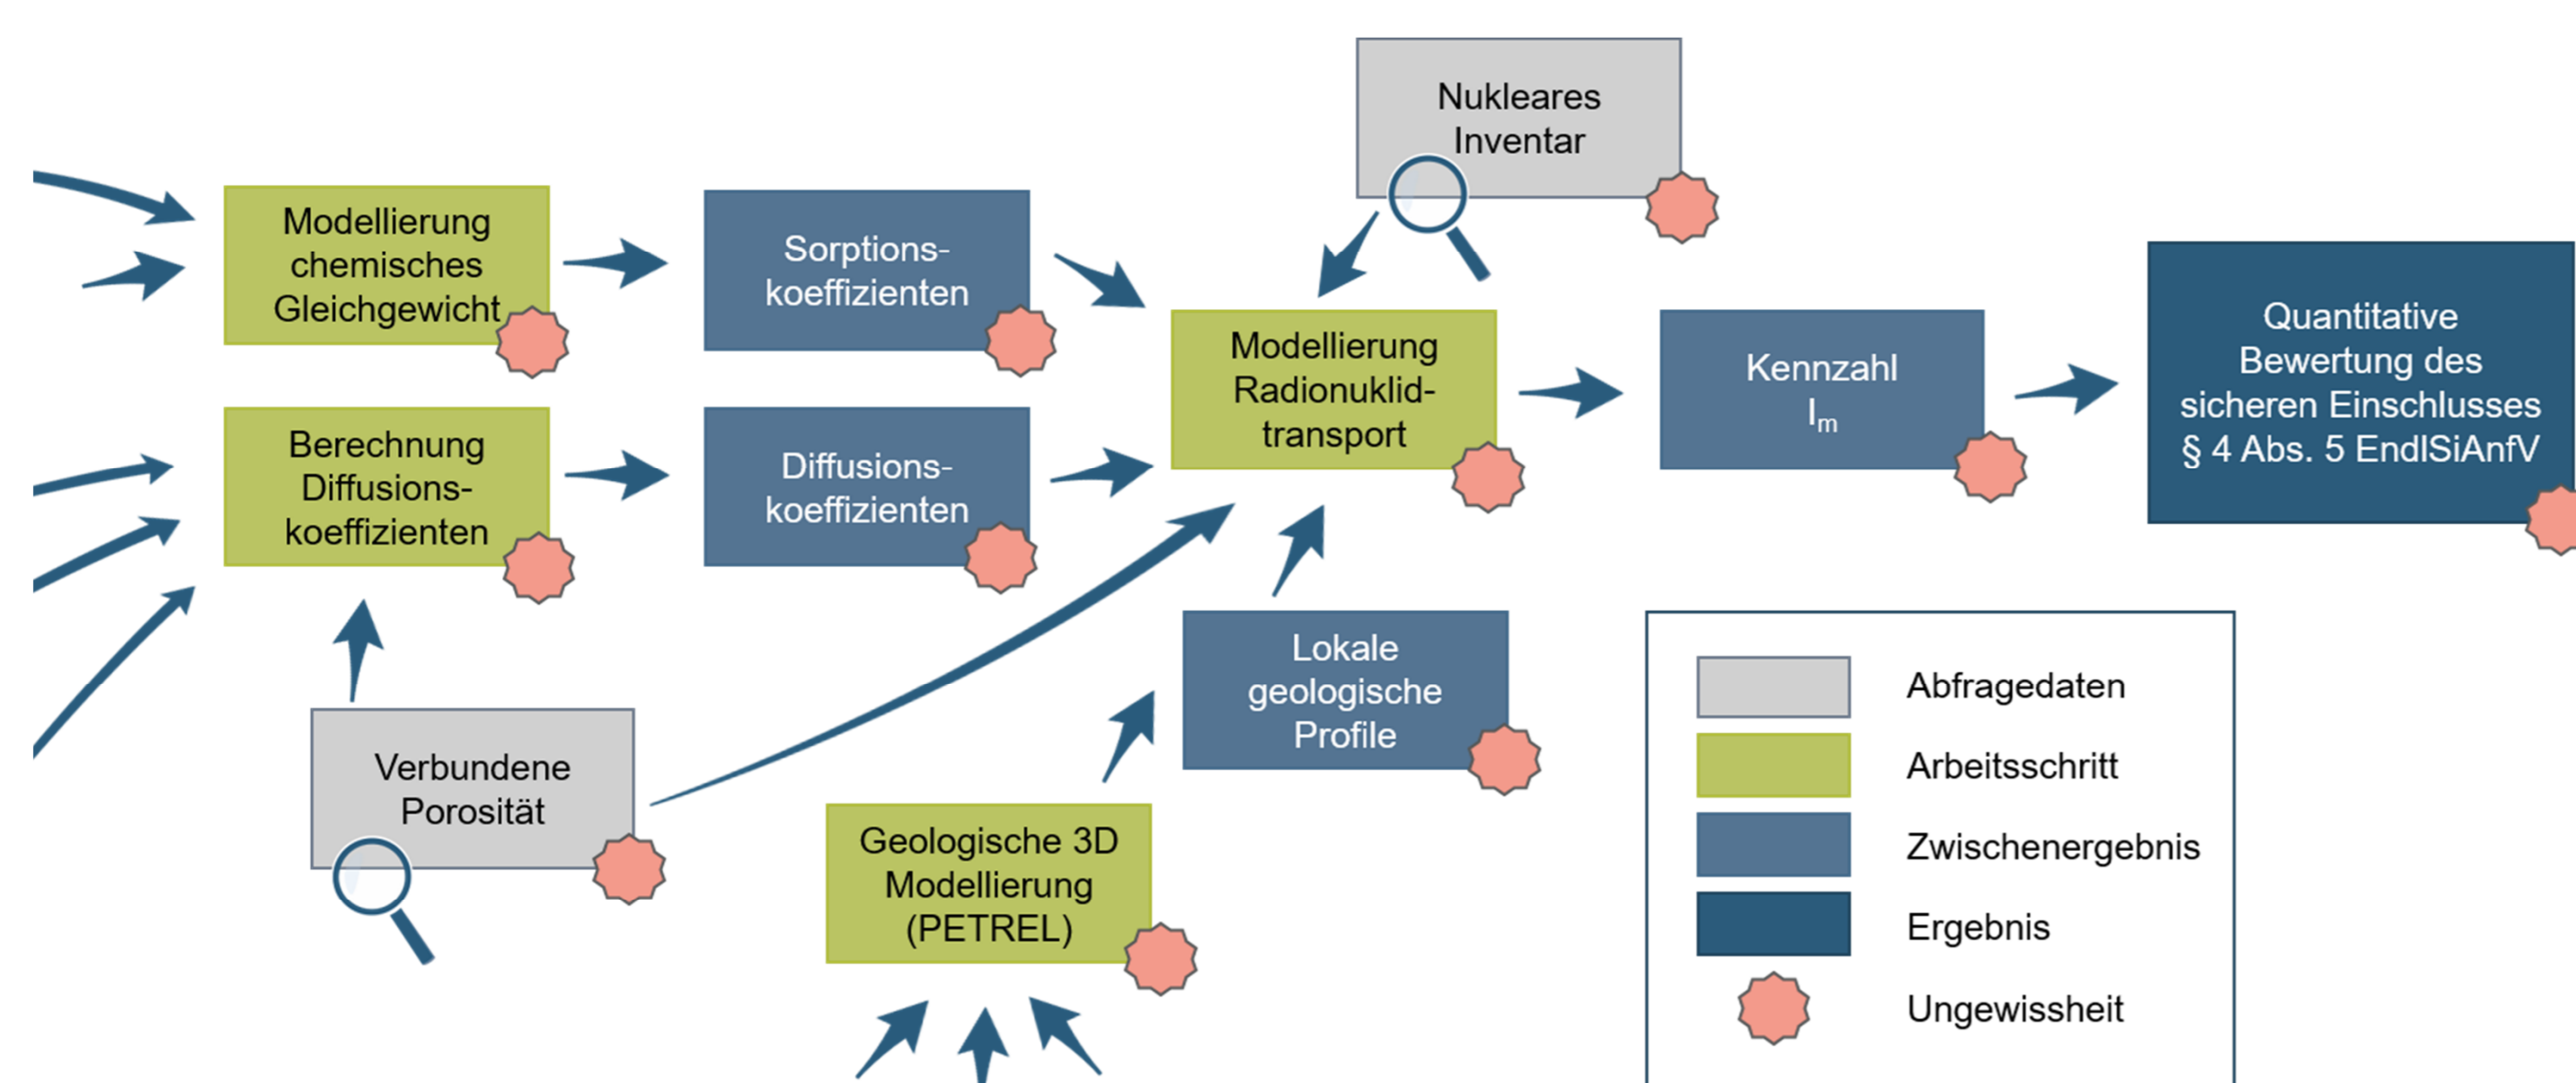 Nukleares
Inventar
Modellierung
chemisches
Gleichgewicht
Sorptions-
koeffizienten
Modellierung
Radionuklid-
transport
Kennzahl
Im
Quantitative
Bewertung des
sicheren Einschlusses
§ 4 Abs. 5 EndlSiAnfV
Berechnung
Diffusions-
koeffizienten
Diffusions-
koeffizienten
Lokale
geologische
Profile
Verbundene
Porosität
Geologische 3D
Modellierung
(PETREL)
Abfragedaten
Arbeitsschritt
Zwischenergebnis
Ergebnis
Ungewissheit